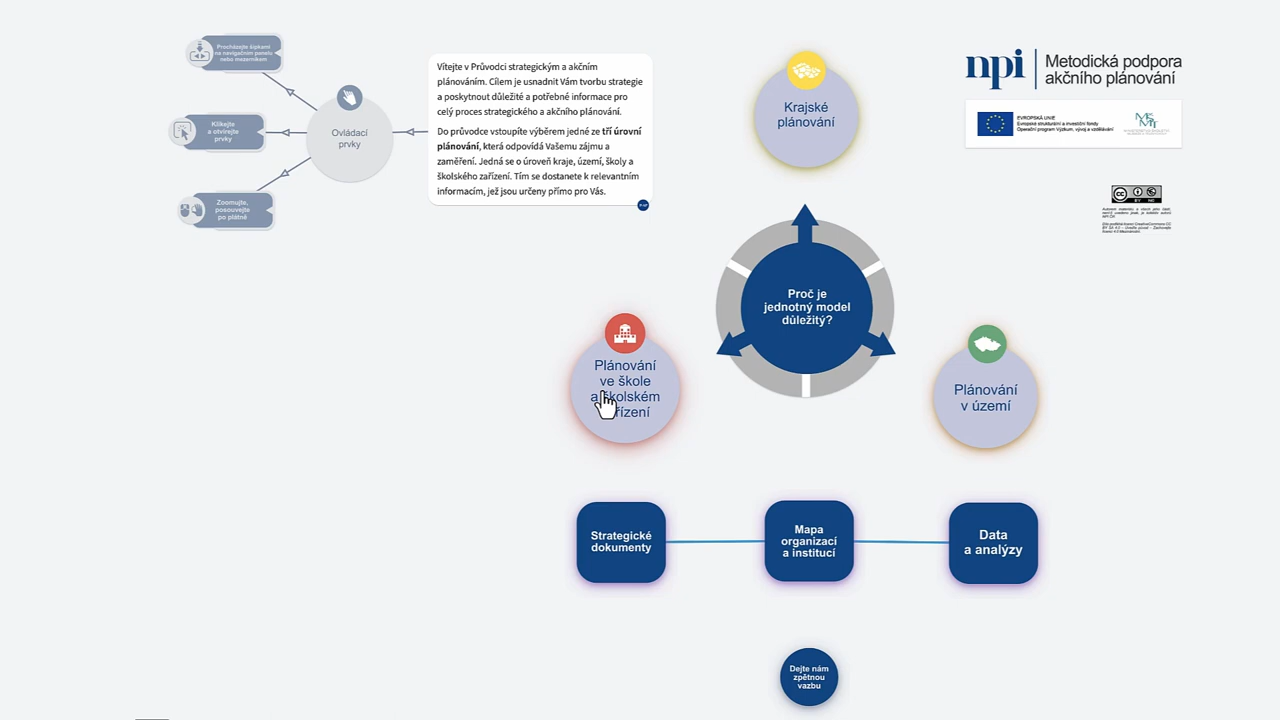 Procházejte šipkami
na navigačním panelu
nebo mezerníkem
Klikejte
a otvírejte
prvky
Zoomujte,
posouvejte
po plátně
Ovládací
prvky
Vítejte v Průvodci strategickým a akčním
plánováním. Cílem je usnadnit Vám tvorbu strategie
a poskytnout důležité a potřebné informace pro
celý proces strategického a akčního plánování.
Do průvodce vstoupíte výběrem jedné ze tří úrovní
plánování, která odpovídá Vašemu zájmu a
zaměření. Jedná se o úroveň kraje, území, školy a
školského zařízení. Tím se dostanete k relevantním
informacím, jež jsou určeny přímo pro Vás.
Krajské
plánování
npi
Metodická podpora
akčního plánování
EVROPSKÁ UNIE
Evropské strukturální a investiční fondy
Operační program Výzkum, vývoj a vzdělávání
Proč je
jednotný model
důležitý?
Plánování
ve škole
a školském
řízení
Plánování
v území
Strategické
dokumenty
Mapa
organizací
a institucí
Data
a analýzy
Dejte nám
zpětnou
vazbu